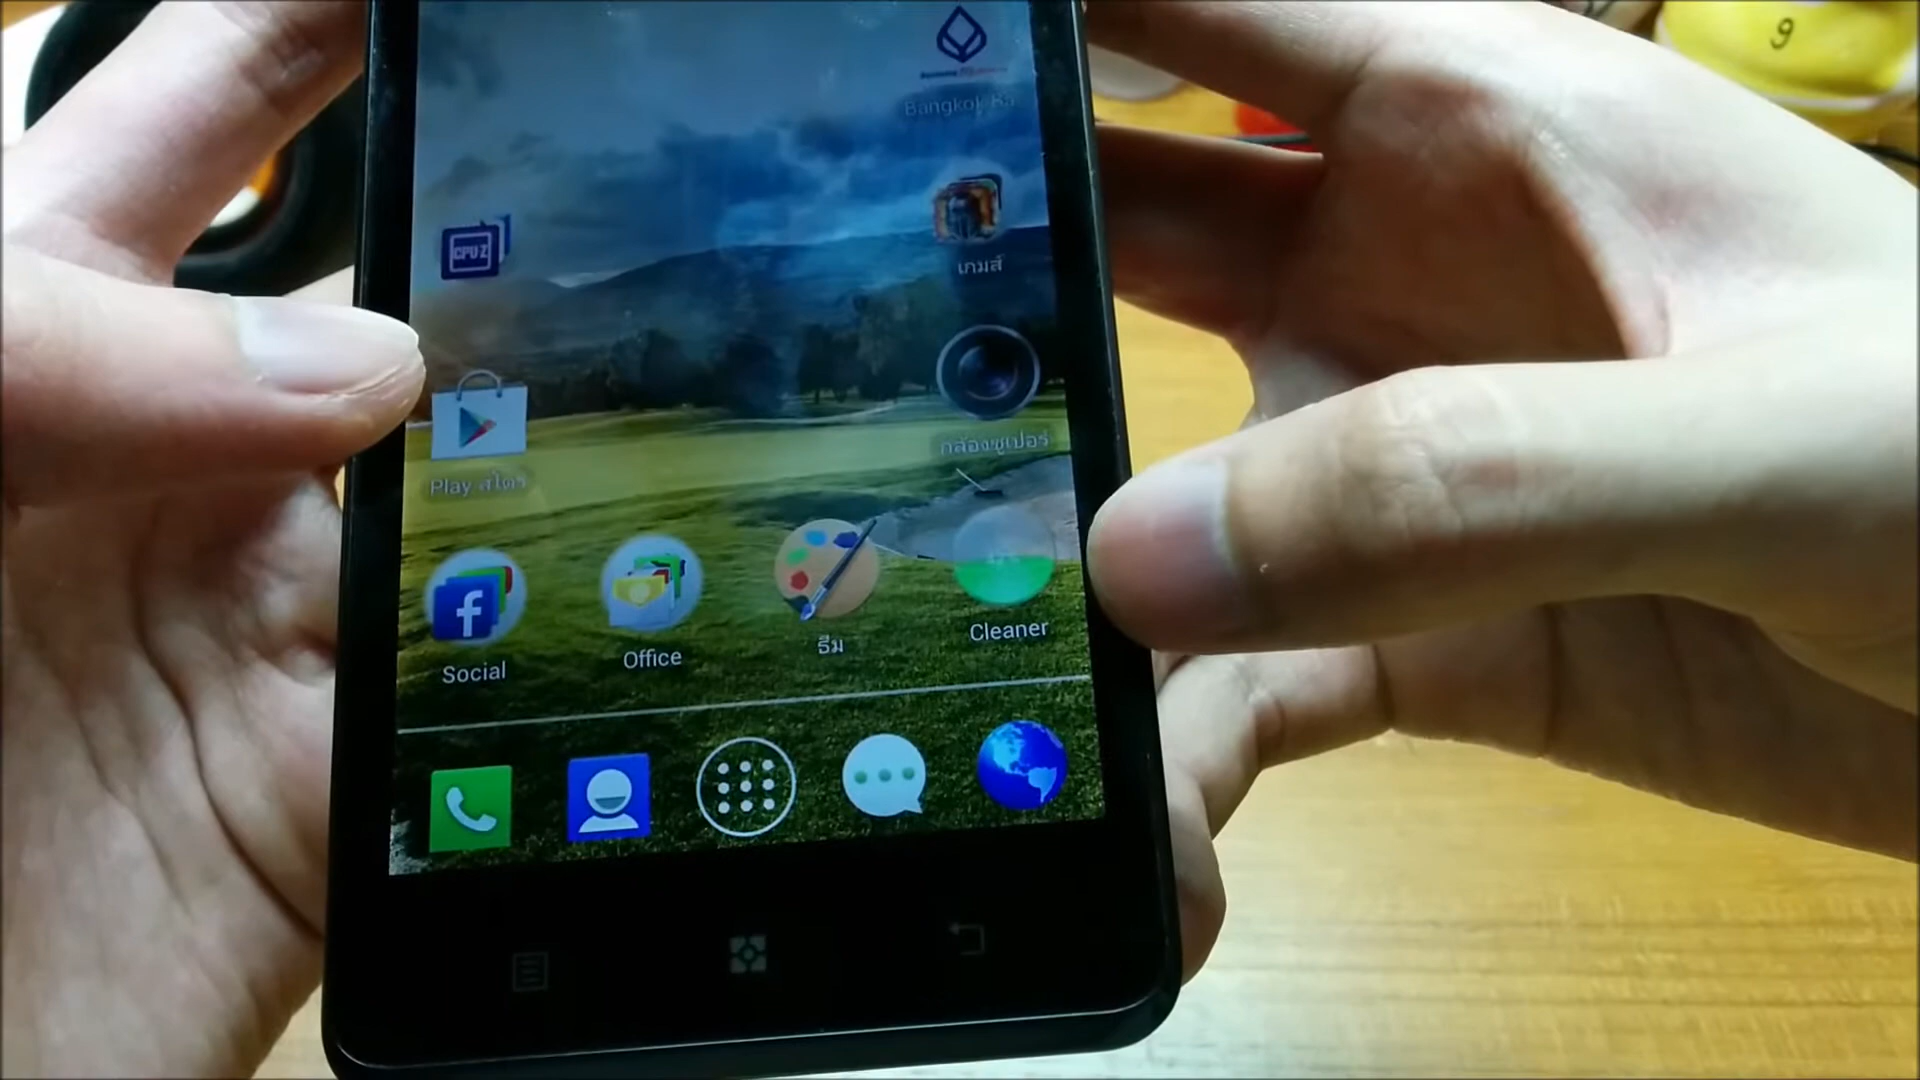 9
Bangkok Ba
CPU Z
เกมส์
กล้องซูเปอร์
Play สโตร์
Social
Office
ธีม
Cleaner